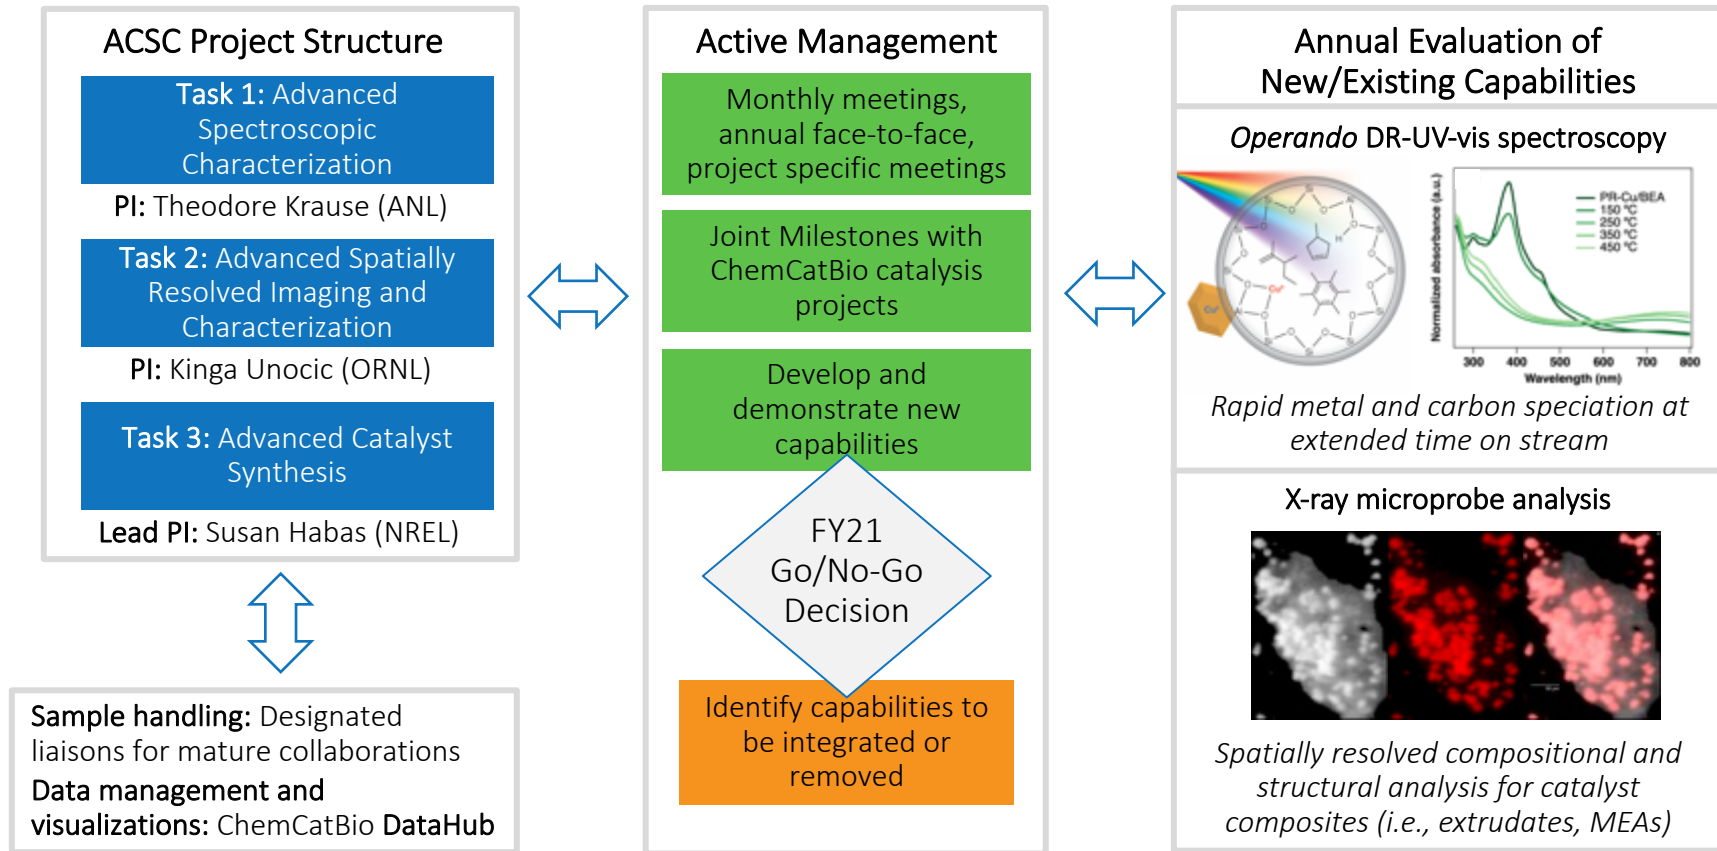 ACSC Project Structure
Task 1: Advanced
Spectroscopic
Characterization
PI: Theodore Krause (ANL)
Task 2: Advanced Spatially
Resolved Imaging and
Characterization
PI: Kinga Unocic (ORNL)
Task 3: Advanced Catalyst
Synthesis
Lead PI: Susan Habas (NREL)
Sample handling: Designated
liaisons for mature collaborations
Data management and
visualizations: ChemCatBio DataHub
Active Management
Monthly meetings,
annual face-to-face,
project specific meetings
Joint Milestones with
ChemCatBio catalysis
projects
Develop and
demonstrate new
capabilities
FY21
Go/No-Go
Decision
Identify capabilities to
be integrated or
removed
Annual Evaluation of
New/Existing Capabilities
Operando DR-UV-vis spectroscopy
Normalized absorbance (a.u.)
PR-Cu/BEA
150 ºC
250 ºC
350 ºC
450 ºC
300 400 500 600 700 800
Wavelength (nm)
Rapid metal and carbon speciation at
extended time on stream
X-ray microprobe analysis
Spatially resolved compositional and
structural analysis for catalyst
composites (i.e., extrudates, MEAs)